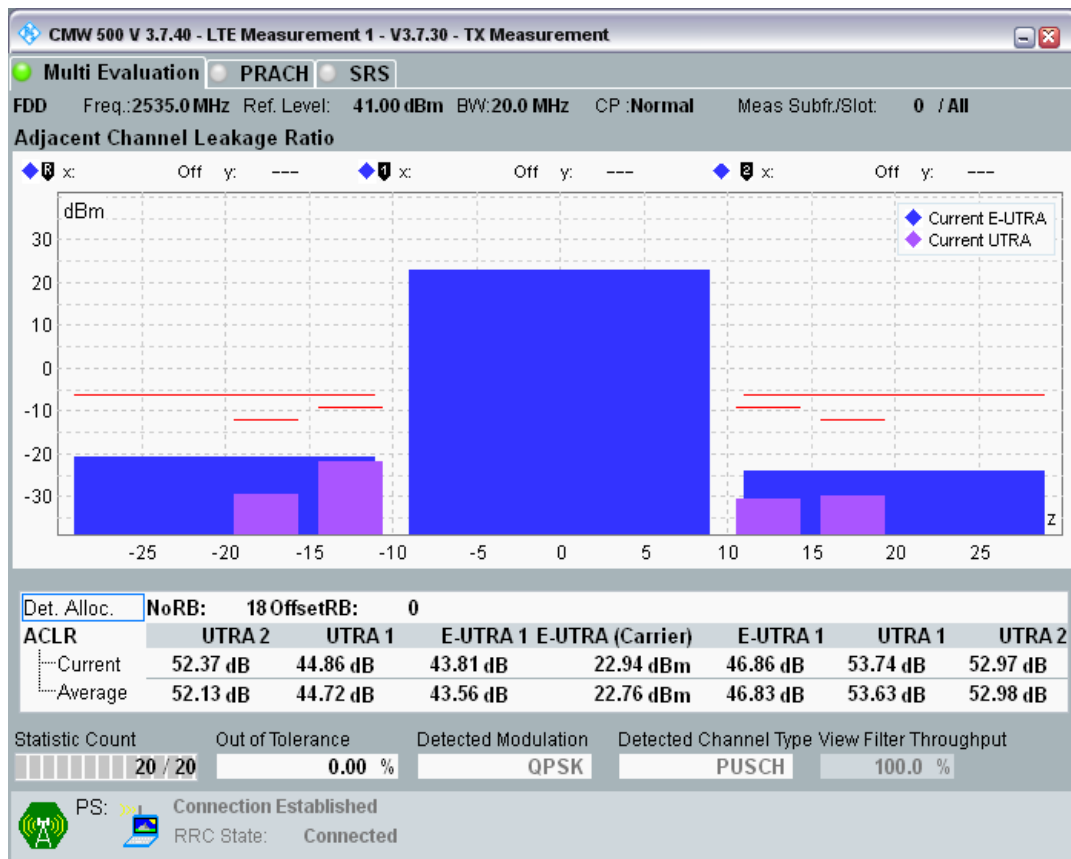 CMW 500 V 3.7.40 - LTE Measurement 1 - V3.7.30 - TX Measurement
Multi Evaluation PRACH SRS
FDD Freq.:2535.0 MHz Ref. Level: 41.00 dBm BW:20.0 MHz CP :Normal Meas Subfr./Slot: 0 / All
Adjacent Channel Leakage Ratio
R x: Off y: --- 1 x: Off y: --- 2 x: Off y: ---
dBm
Current E-UTRA
Current UTRA
30
20
10
0
-10
-20
-30
z
-25 -20 -15 -10 -5 0 5 10 15 20 25
Det. Alloc. NoRB: 18 OffsetRB: 0
ACLR UTRA 2 UTRA 1 E-UTRA 1 E-UTRA (Carrier) E-UTRA 1 UTRA 1 UTRA 2
Current 52.37 dB 44.86 dB 43.81 dB 22.94 dBm 46.86 dB 53.74 dB 52.97 dB
Average 52.13 dB 44.72 dB 43.56 dB 22.76 dBm 46.83 dB 53.63 dB 52.98 dB
Statistic Count Out of Tolerance Detected Modulation Detected Channel Type View Filter Throughput
20 / 20 0.00 % QPSK PUSCH 100.0 %
PS: Connection Established
RRC State: Connected